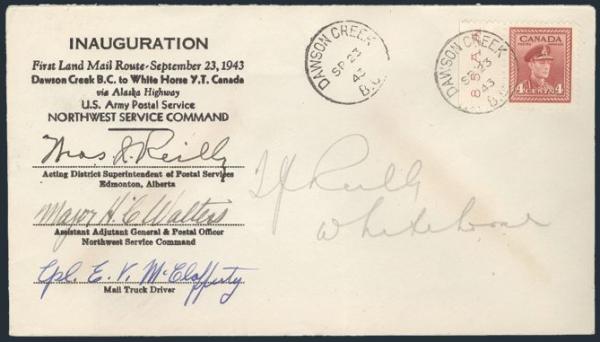 INAUGURATION
First Land Mail Route-September 23, 1943
Dawson Creek B.C. to White Horse Y.T. Canada
via Alaska Highway
U.S. Army Postal Service
NORTHWEST SERVICE COMMAND
Thos J. Reilly
Acting District Superintendent of Postal Services
Edmonton, Alberta
Major H. C. Walters
Assistant Adjutant General & Postal Officer
Northwest Service Command
Cpl. E. V. McClafferty
Mail Truck Driver
DAWSON CREEK
SP 23
43
B.C.
DAWSON CREEK
SP 23
43
B.C.
CANADA
4 CENTS 4
T J Reilly
Whitehorse